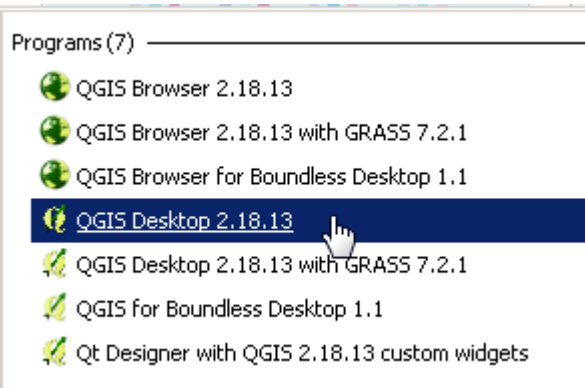 Programs (7)
QGIS Browser 2.18.13
QGIS Browser 2.18.13 with GRASS 7.2.1
QGIS Browser for Boundless Desktop 1.1
QGIS Desktop 2.18.13
QGIS Desktop 2.18.13 with GRASS 7.2.1
QGIS for Boundless Desktop 1.1
Qt Designer with QGIS 2.18.13 custom widgets